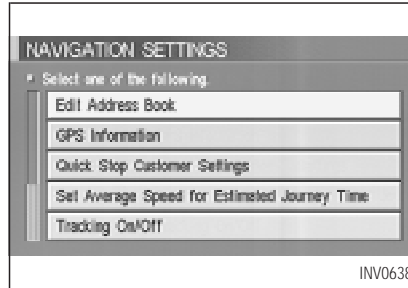 NAVIGATION SETTINGS
Select one of the following.
Edit Address Book
GPS Information
Quick Stop Customer Settings
Set Average Speed for Estimated Journey Time
Tracking On/Off
INV0638